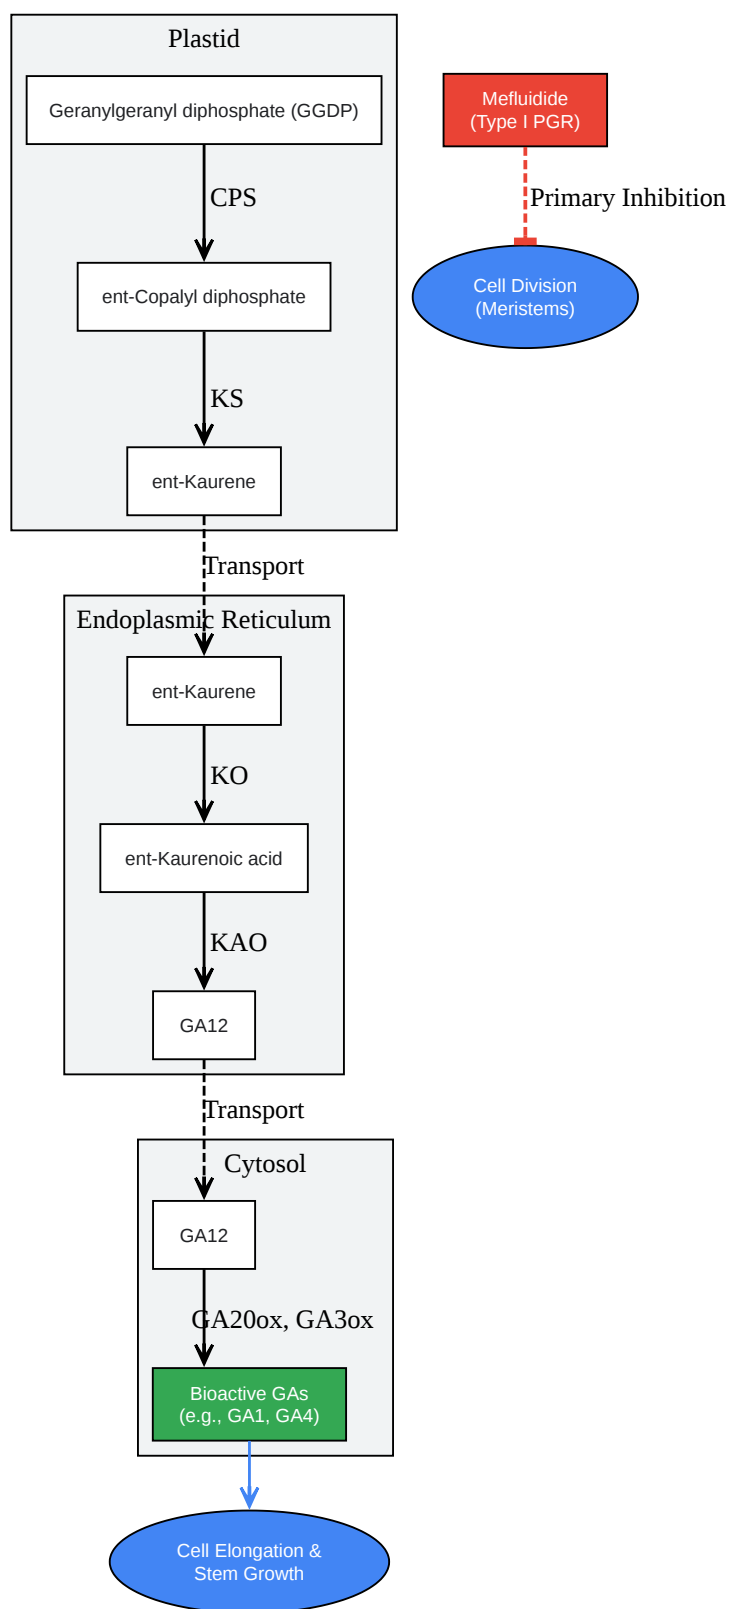 Plastid
Geranylgeranyl diphosphate (GGDP)
CPS
ent-Copalyl diphosphate
KS
ent-Kaurene
Transport
Endoplasmic Reticulum
ent-Kaurene
KO
ent-Kaurenoic acid
KAO
GA12
Transport
Cytosol
GA12
GA20ox, GA3ox
Bioactive GAs
(e.g., GA1, GA4)
Cell Elongation &
Stem Growth
Mefluidide
(Type I PGR)
Primary Inhibition
Cell Division
(Meristems)